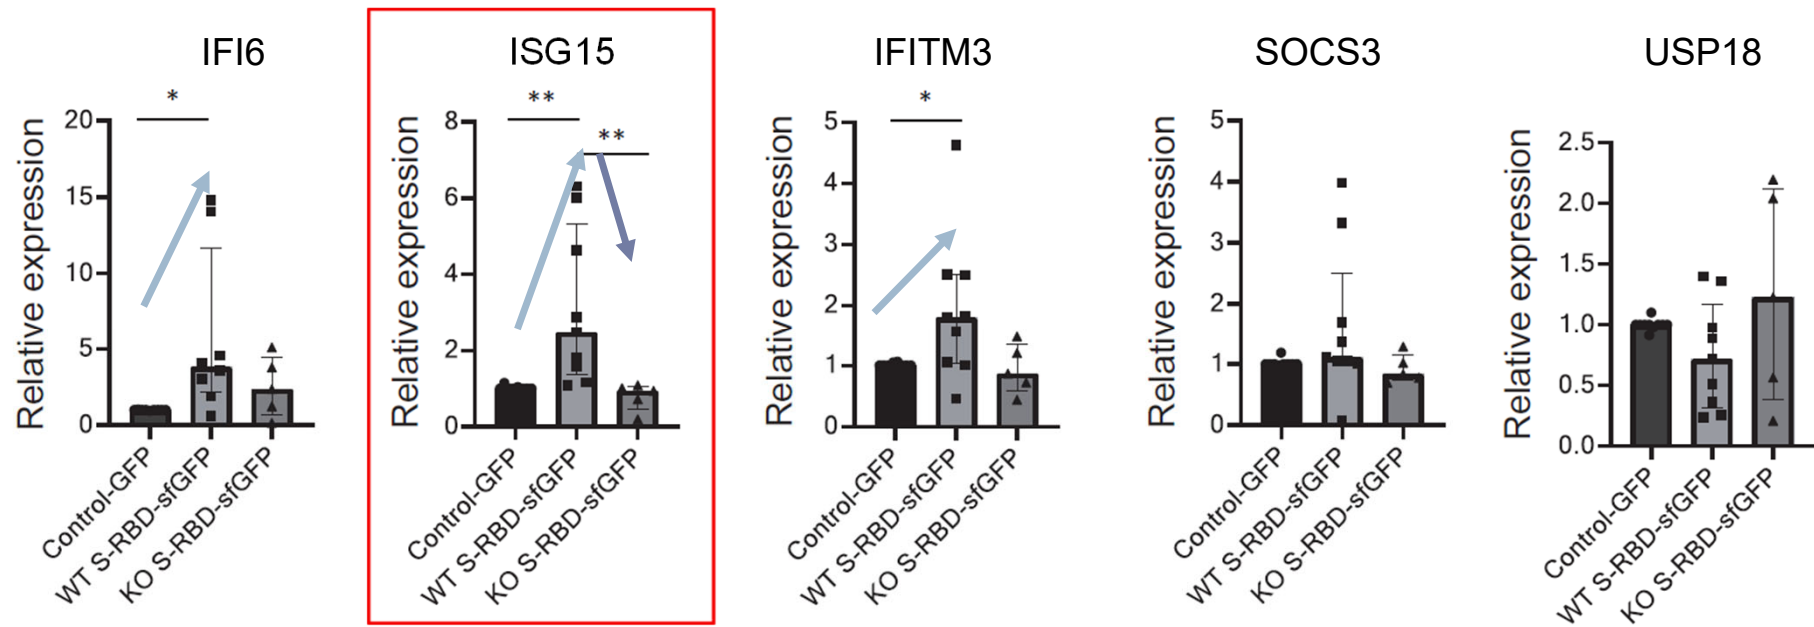 IFI6
*
Relative expression
20
15
10
5
0
Control-GFP
WT S-RBD-sfGFP
KO S-RBD-sfGFP
ISG15
**
**
Relative expression
8
6
4
2
0
Control-GFP
WT S-RBD-sfGFP
KO S-RBD-sfGFP
IFITM3
*
Relative expression
5
4
3
2
1
0
Control-GFP
WT S-RBD-sfGFP
KO S-RBD-sfGFP
SOCS3
Relative expression
5
4
3
2
1
0
Control-GFP
WT S-RBD-sfGFP
KO S-RBD-sfGFP
USP18
Relative expression
2.5
2.0
1.5
1.0
0.5
0.0
Control-GFP
WT S-RBD-sfGFP
KO S-RBD-sfGFP